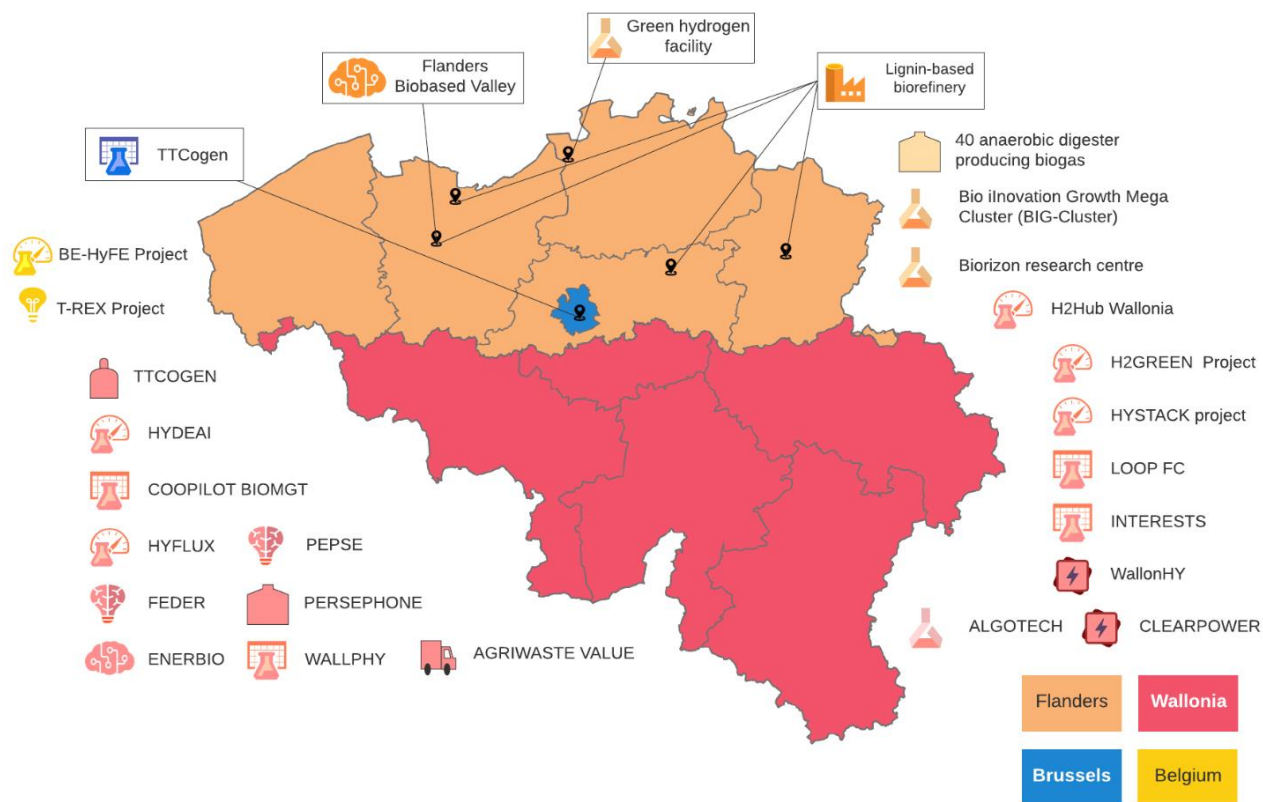 Green hydrogen
facility
Flanders
Biobased Valley
Lignin-based
biorefinery
TTCogen
40 anaerobic digester
producing biogas
Bio iInovation Growth Mega
Cluster (BIG-Cluster)
Biorizon research centre
BE-HyFE Project
T-REX Project
H2Hub Wallonia
TTCOGEN
H2GREEN Project
HYDEAI
HYSTACK project
COOPILOT BIOMGT
LOOP FC
HYFLUX
PEPSE
INTERESTS
FEDER
PERSEPHONE
WallonHY
ENERBIO
WALLPHY
AGRIWASTE VALUE
ALGOTECH
CLEARPOWER
Flanders
Wallonia
Brussels
Belgium